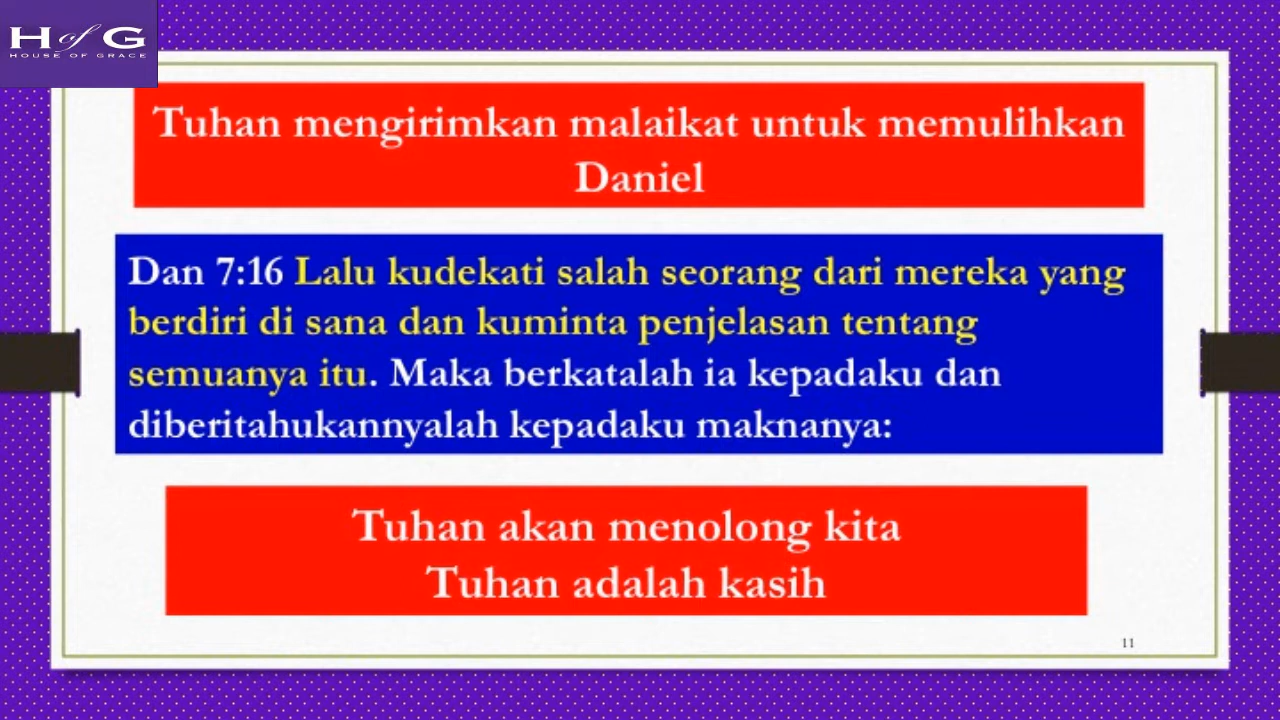 H of G
HOUSE OF GRACE
Tuhan mengirimkan malaikat untuk memulihkan
Daniel
Dan 7:16 Lalu kudekati salah seorang dari mereka yang
berdiri di sana dan kuminta penjelasan tentang
semuanya itu. Maka berkatalah ia kepadaku dan
diberitahukannyalah kepadaku maknanya:
Tuhan akan menolong kita
Tuhan adalah kasih
11